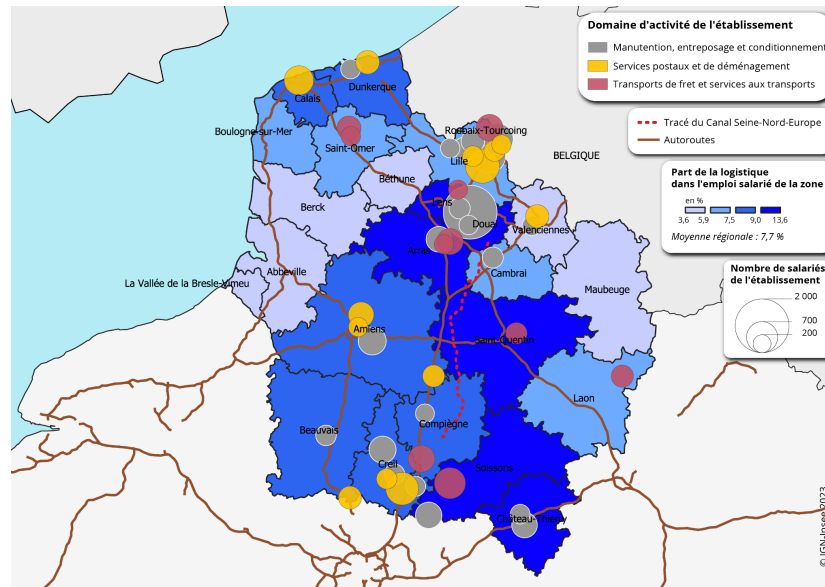 Domaine d'activité de l'établissement
Manutention, entreposage et conditionnement
Services postaux et de déménagement
Transports de fret et services aux transports
Tracé du Canal Seine-Nord-Europe
Autoroutes
Part de la logistique
dans l'emploi salarié de la zone
en %
3,6 5,9 7,5 9,0 13,6
Moyenne régionale : 7,7 %
Nombre de salariés
de l'établissement
2 000
700
200
Dunkerque
Calais
Boulogne-sur-Mer
Saint-Omer
Roubaix-Tourcoing
Lille
BELGIQUE
Béthune
Berck
Lens
Douai
Valenciennes
Cambrai
Abbeville
La Vallée de la Bresle-Vimeu
Maubeuge
Amiens
Saint-Quentin
Laon
Beauvais
Compiègne
Creil
Soissons
Château-Thierry
© IGN-Insee 2023